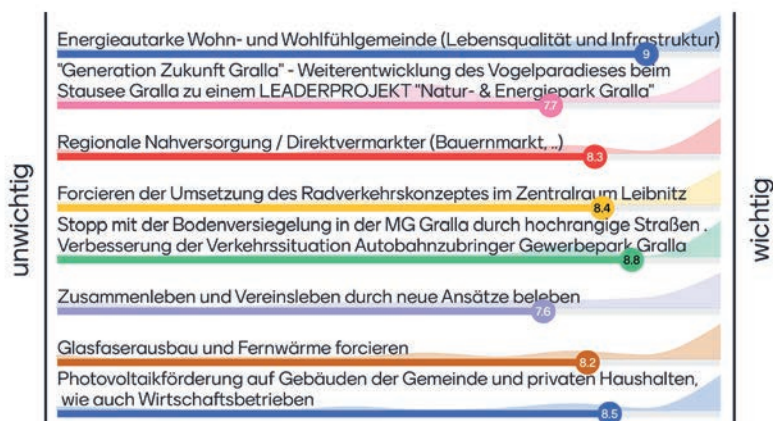 Energieautarke Wohn- und Wohlfühlgemeinde (Lebensqualität und Infrastruktur)
9
"Generation Zukunft Gralla" - Weiterentwicklung des Vogelparadieses beim
Stausee Gralla zu einem LEADERPROJEKT "Natur- & Energiepark Gralla"
7.7
Regionale Nahversorgung / Direktvermarkter (Bauernmarkt, ..)
8.3
Forcieren der Umsetzung des Radverkehrskonzeptes im Zentralraum Leibnitz
8.4
Stopp mit der Bodenversiegelung in der MG Gralla durch hochrangige Straßen .
Verbesserung der Verkehrssituation Autobahnzubringer Gewerbepark Gralla
8.8
Zusammenleben und Vereinsleben durch neue Ansätze beleben
7.6
Glasfaserausbau und Fernwärme forcieren
8.2
Photovoltaikförderung auf Gebäuden der Gemeinde und privaten Haushalten,
wie auch Wirtschaftsbetrieben
8.5
unwichtig
wichtig